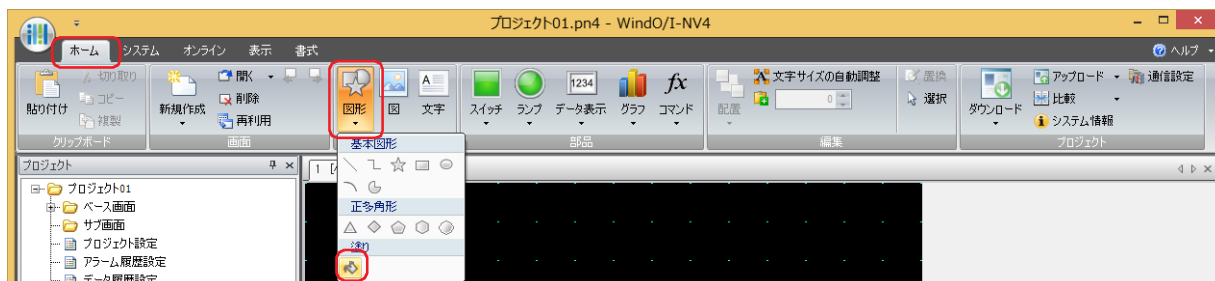 プロジェクト01.pn4 - WindO/I-NV4
ホーム システム オンライン 表示 書式 ヘルプ
貼り付け 切り取り コピー 複製
クリップボード
新規作成 開く 削除 再利用
画面
図形 図 文字
スイッチ ランプ 1234 データ表示 グラフ fx コマンド
部品
配置 文字サイズの自動調整 0 置換 選択
編集
ダウンロード アップロード 比較 システム情報 通信設定
プロジェクト
基本図形
正多角形
塗り
プロジェクト
1
プロジェクト01
ベース画面
サブ画面
プロジェクト設定
アラーム履歴設定
データ履歴設定